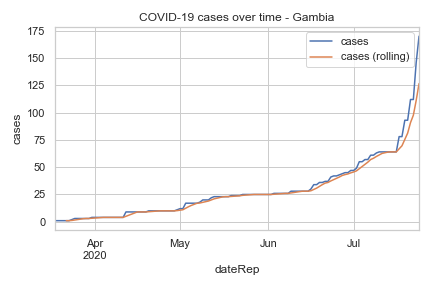 COVID-19 cases over time - Gambia
cases
cases (rolling)
175
150
125
100
75
50
25
0
cases
Apr
2020
May
Jun
Jul
dateRep